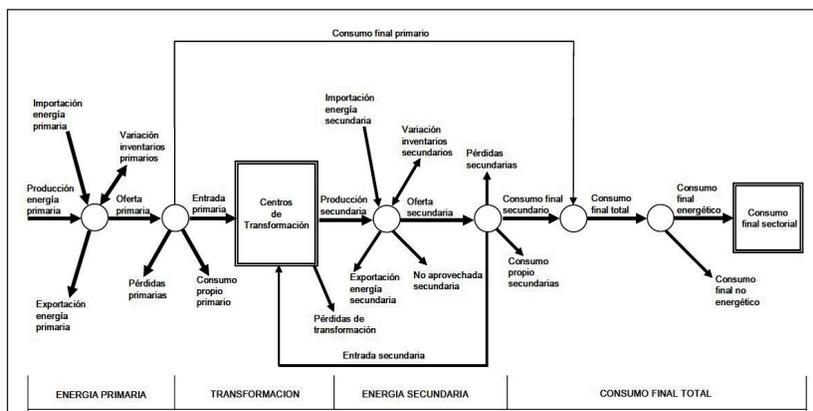 Consumo final primario
Importación
energía
primaria
Variación
inventarios
primarios
Producción
energía
primaria
Oferta
primaria
Entrada
primaria
Exportación
energía
primaria
Pérdidas
primarias
Consumo
propio
primario
Centros
de
Transformación
Pérdidas de
transformación
Importación
energía
secundaria
Variación
inventarios
secundarios
Producción
secundaria
Oferta
secundaria
Exportación
energía
secundaria
No aprovechada
secundaria
Pérdidas
secundarias
Consumo final
secundario
Consumo
propio
secundarias
Entrada secundaria
Consumo
final total
Consumo
final
energético
Consumo
final no
energético
Consumo
final sectorial
ENERGIA PRIMARIA
TRANSFORMACION
ENERGIA SECUNDARIA
CONSUMO FINAL TOTAL